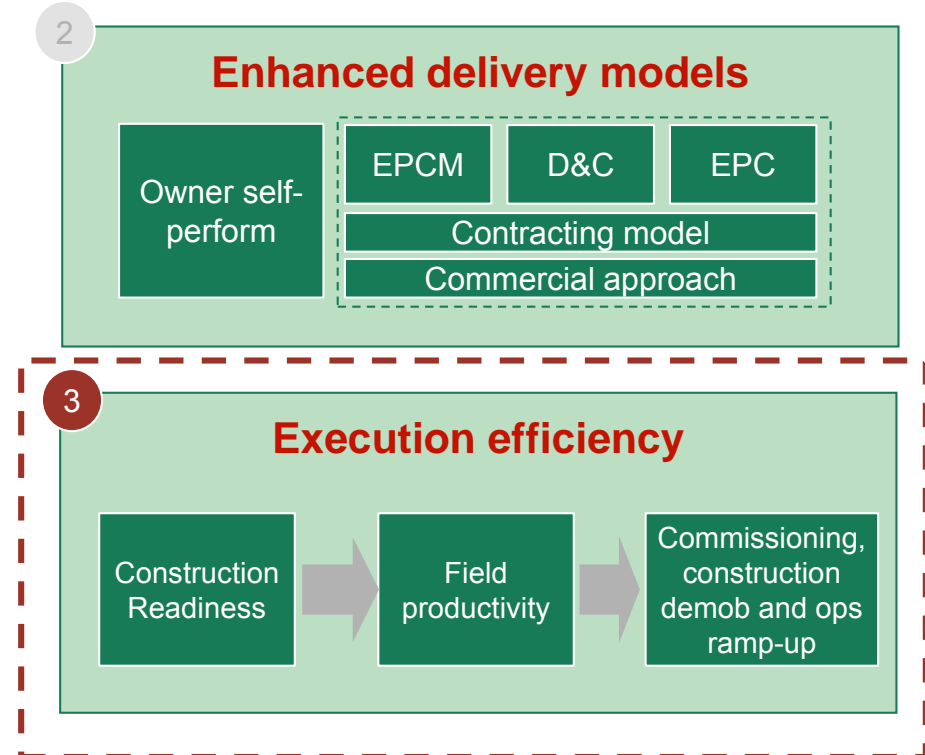 2
Enhanced delivery models
Owner self-
perform
EPCM
D&C
EPC
Contracting model
Commercial approach
3
Execution efficiency
Construction
Readiness
Field
productivity
Commissioning,
construction
demob and ops
ramp-up